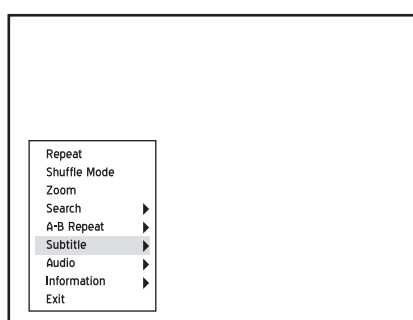 Repeat
Shuffle Mode
Zoom
Search
A-B Repeat
Subtitle
Audio
Information
Exit